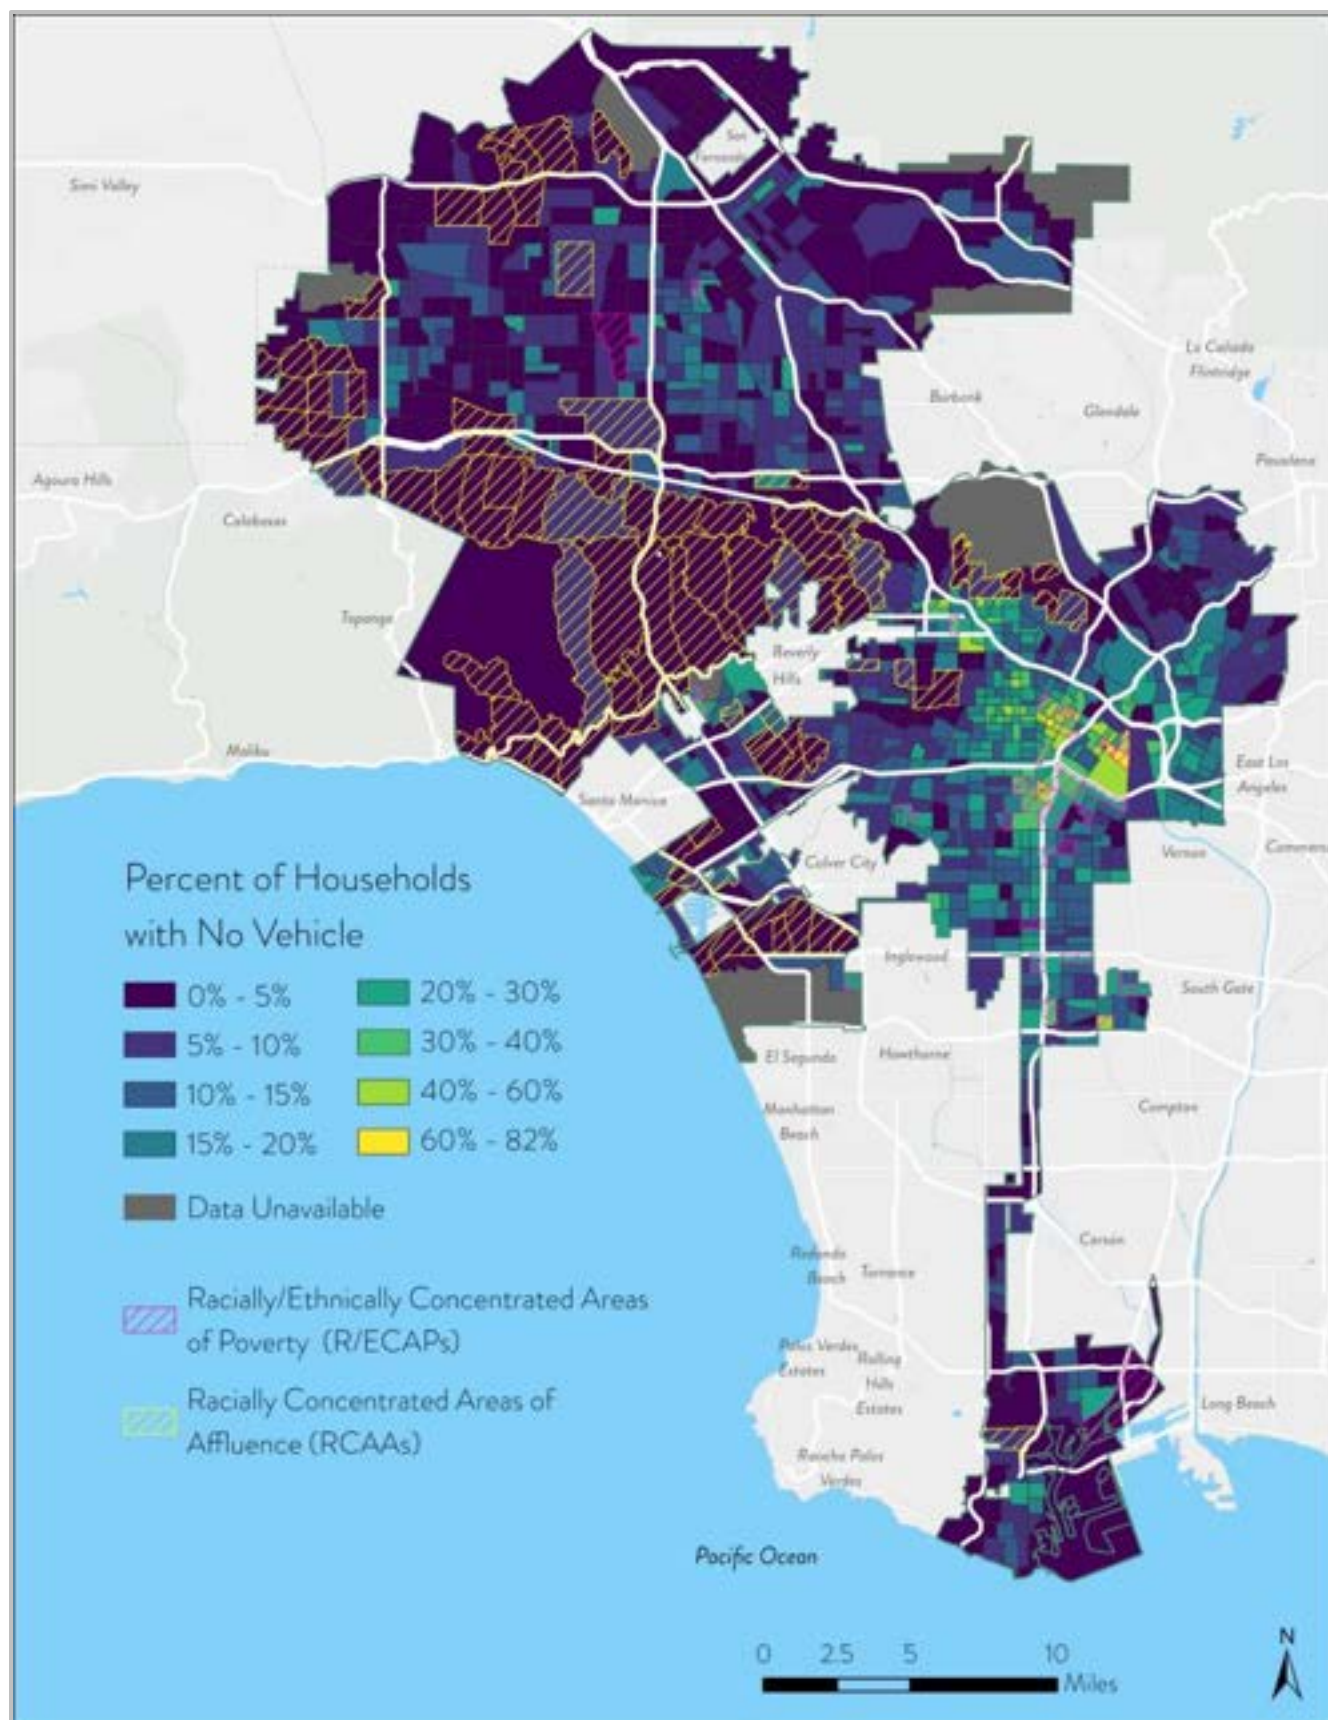 San
Fernando
Simi Valley
La Cañada
Flintridge
Burbank
Glendale
Pasadena
Agoura Hills
Calabasas
Topanga
Beverly
Hills
Malibu
East Los
Angeles
Santa Monica
Culver City
Vernon
Percent of Households
with No Vehicle
0% - 5%
20% - 30%
5% - 10%
30% - 40%
10% - 15%
40% - 60%
15% - 20%
60% - 82%
Data Unavailable
Racially/Ethnically Concentrated Areas
of Poverty (R/ECAPs)
Racially Concentrated Areas of
Affluence (RCAAs)
Inglewood
South Gate
El Segundo
Hawthorne
Manhattan
Beach
Compton
Carson
Redondo
Beach
Torrance
Palos Verdes
Estates
Rolling
Hills
Estates
Long Beach
Rancho Palos
Verdes
Pacific Ocean
N
0 2.5 5 10
Miles